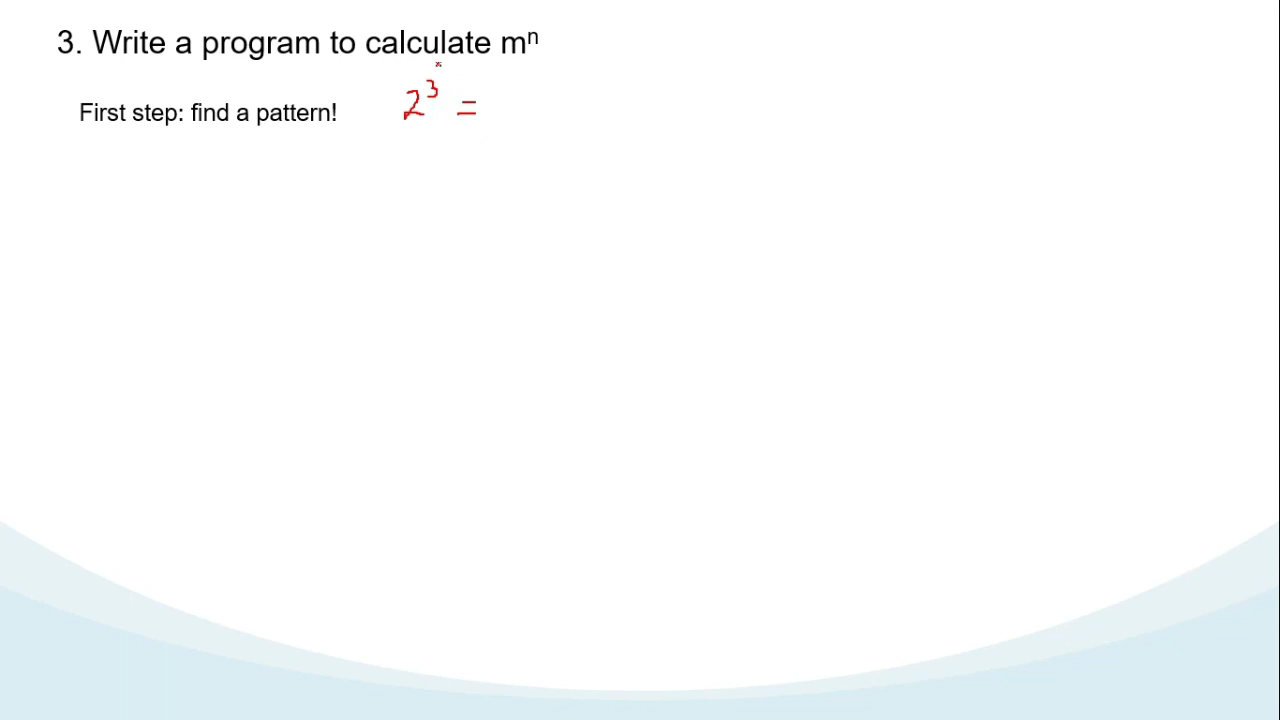 3. Write a program to calculate mⁿ
First step: find a pattern! 2³ =